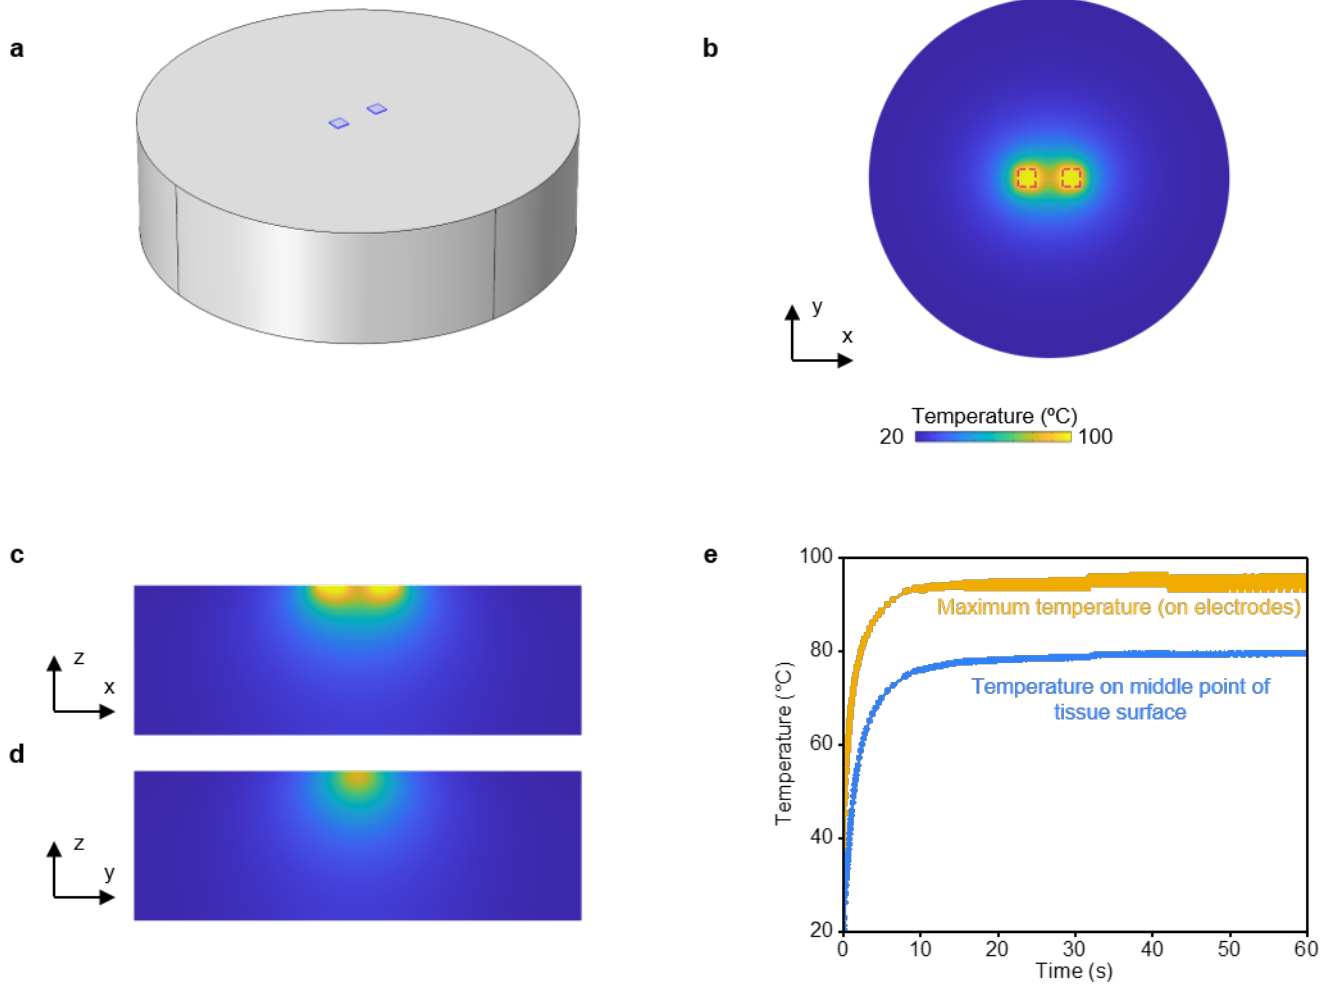 a
b
y
x
Temperature (ºC)
20
100
c
z
x
d
z
y
e
100
80
60
40
20
Temperature (°C)
Maximum temperature (on electrodes)
Temperature on middle point of
tissue surface
0 10 20 30 40 50 60
Time (s)